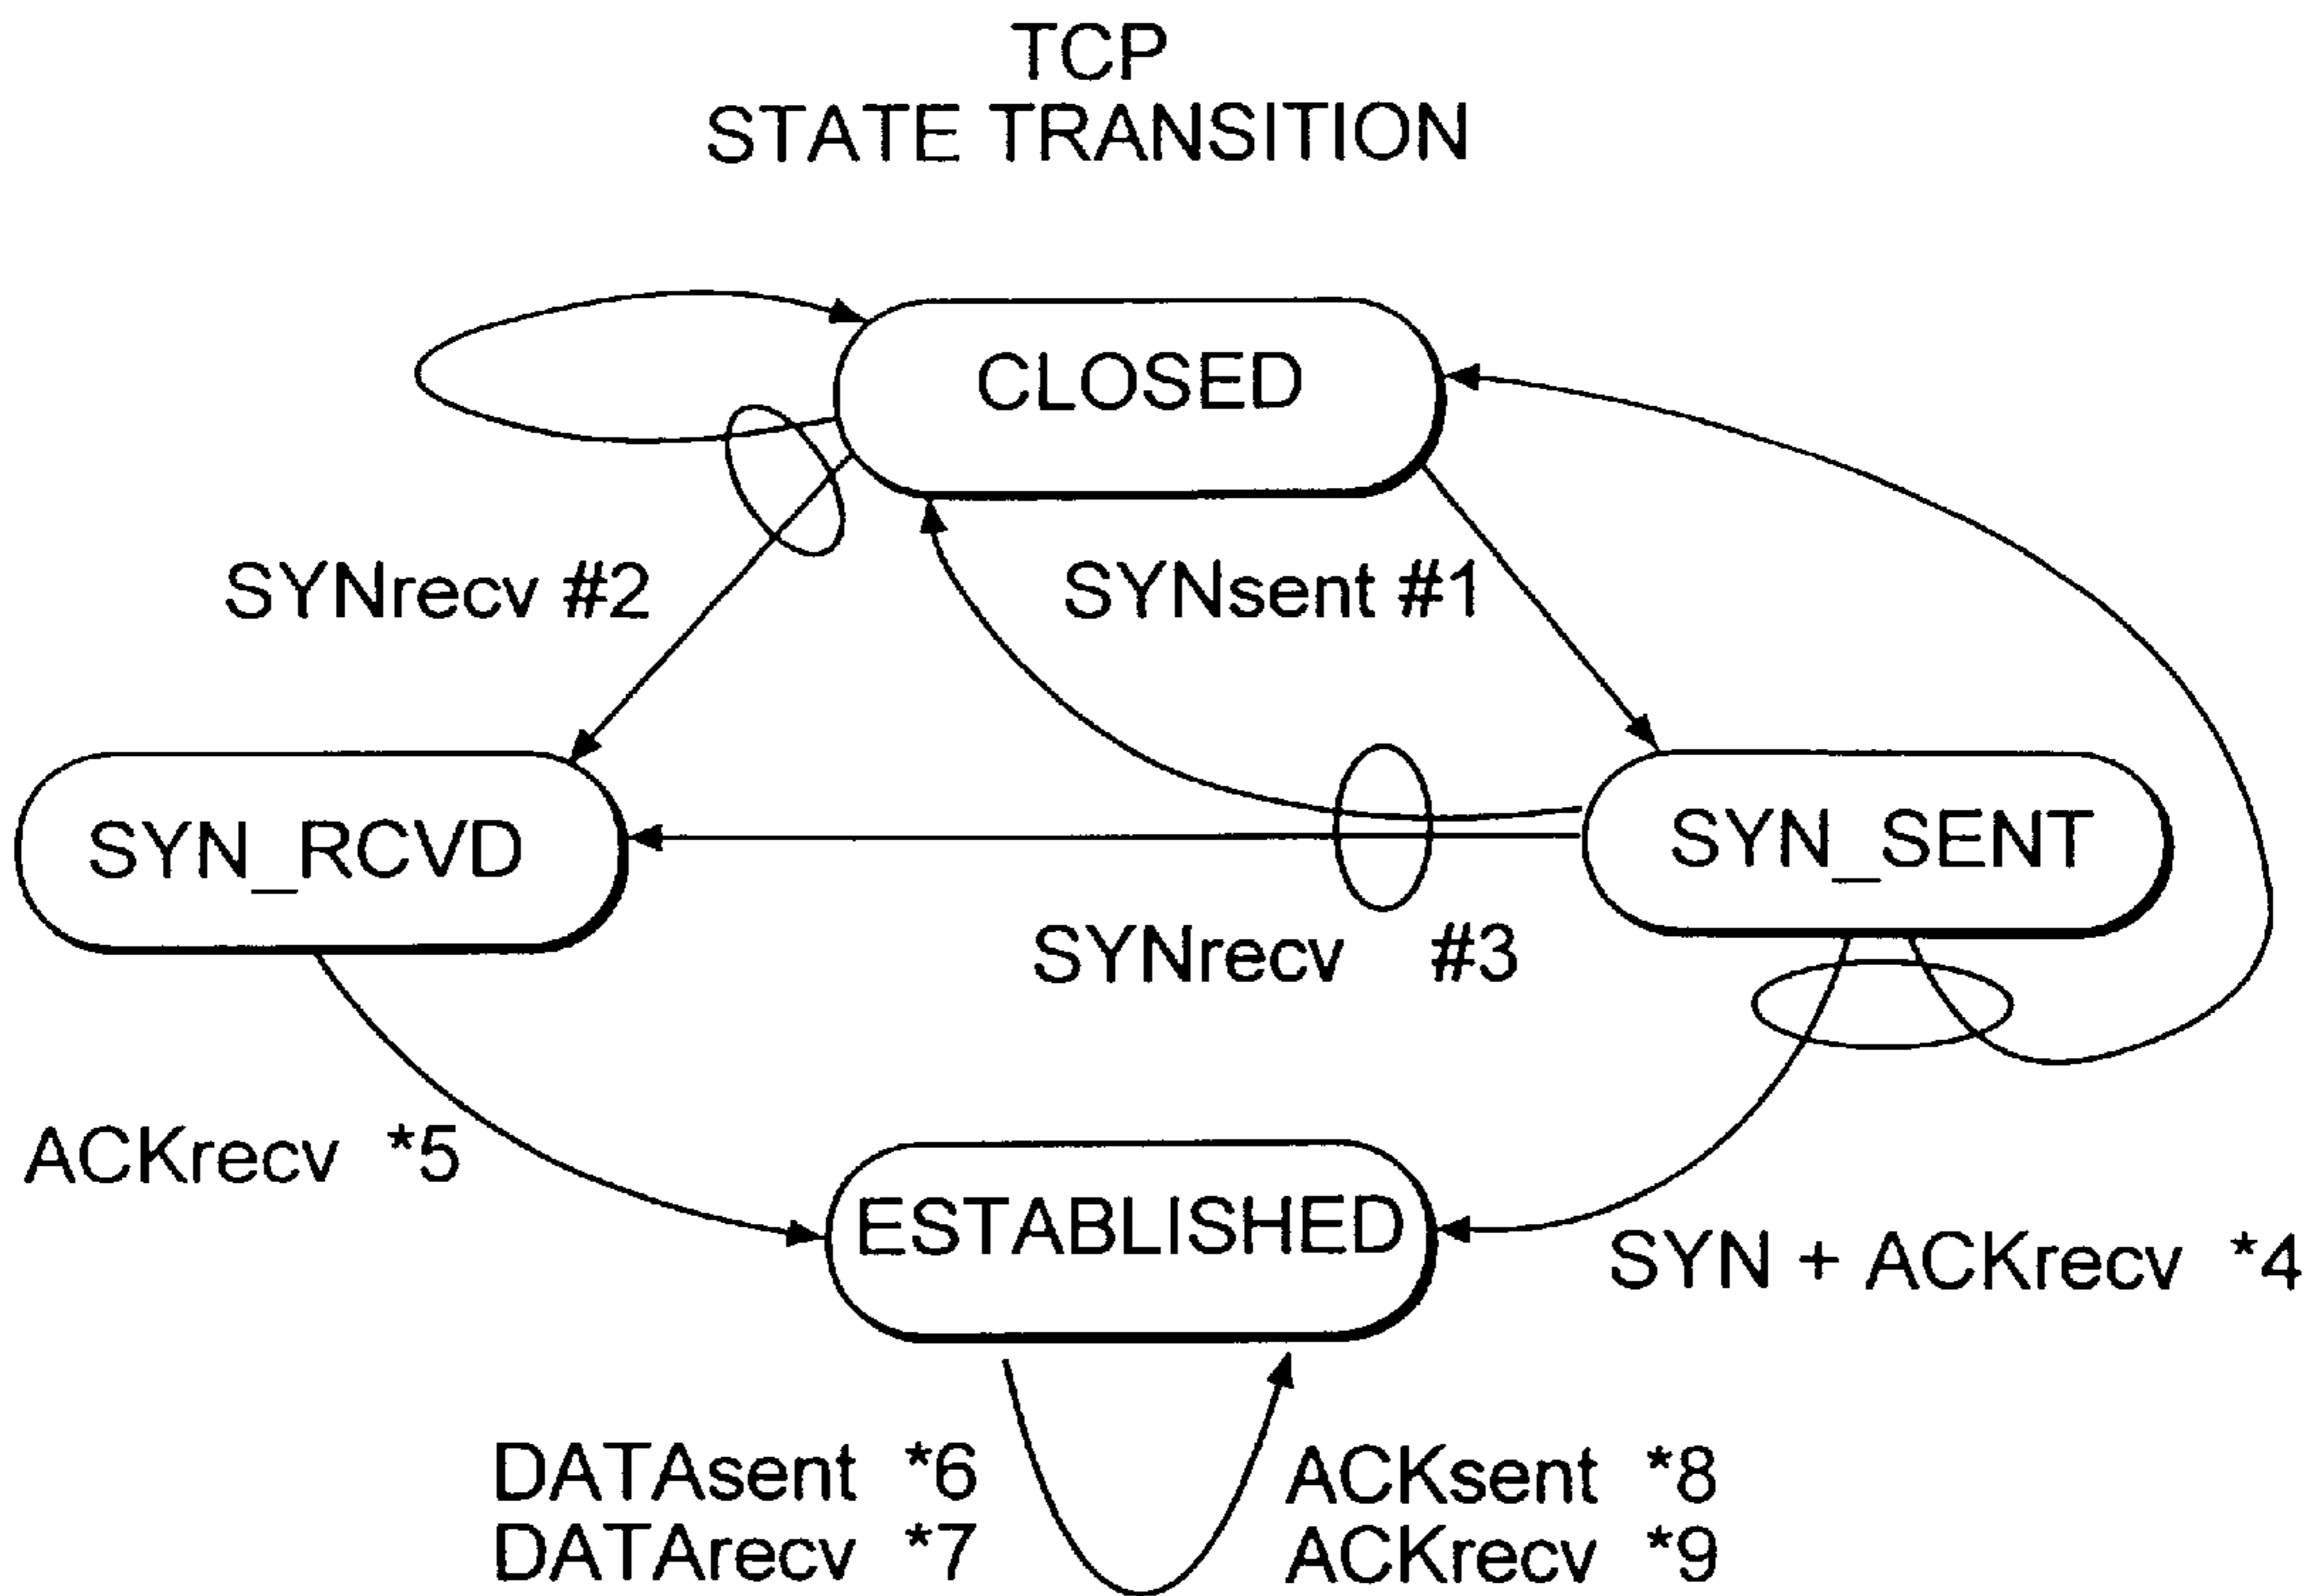 TCP
STATE TRANSITION
CLOSED
SYNrecv #2
SYNsent #1
SYN_RCVD
SYN_SENT
SYNrecv #3
ACKrecv *5
ESTABLISHED
SYN + ACKrecv *4
DATAsent *6
DATArecv *7
ACKsent *8
ACKrecv *9